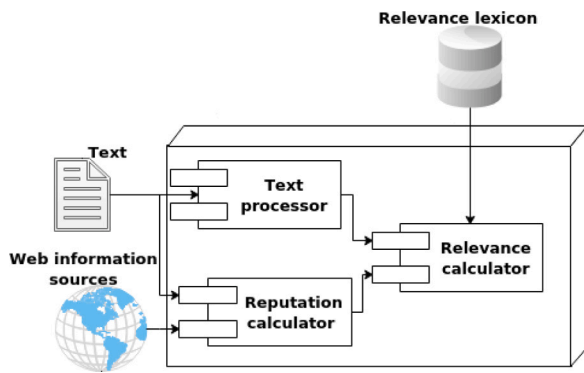 Relevance lexicon
Text
Text
processor
Relevance
calculator
Web information
sources
Reputation
calculator